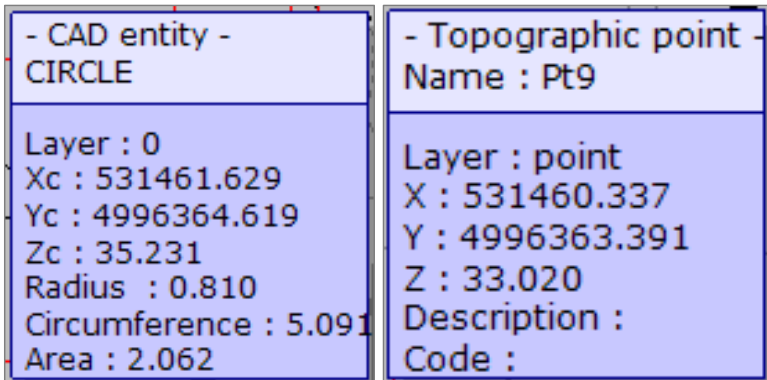 - CAD entity -
CIRCLE
Layer : 0
Xc : 531461.629
Yc : 4996364.619
Zc : 35.231
Radius : 0.810
Circumference : 5.091
Area : 2.062
- Topographic point -
Name : Pt9
Layer : point
X : 531460.337
Y : 4996363.391
Z : 33.020
Description :
Code :